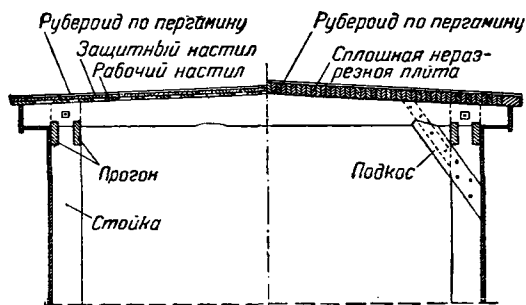 Рубероид по пергамину
Защитный настил
Рабочий настил
Рубероид по пергамину
Сплошная нераз-
резная плита
Прогон
Стойка
Подкос